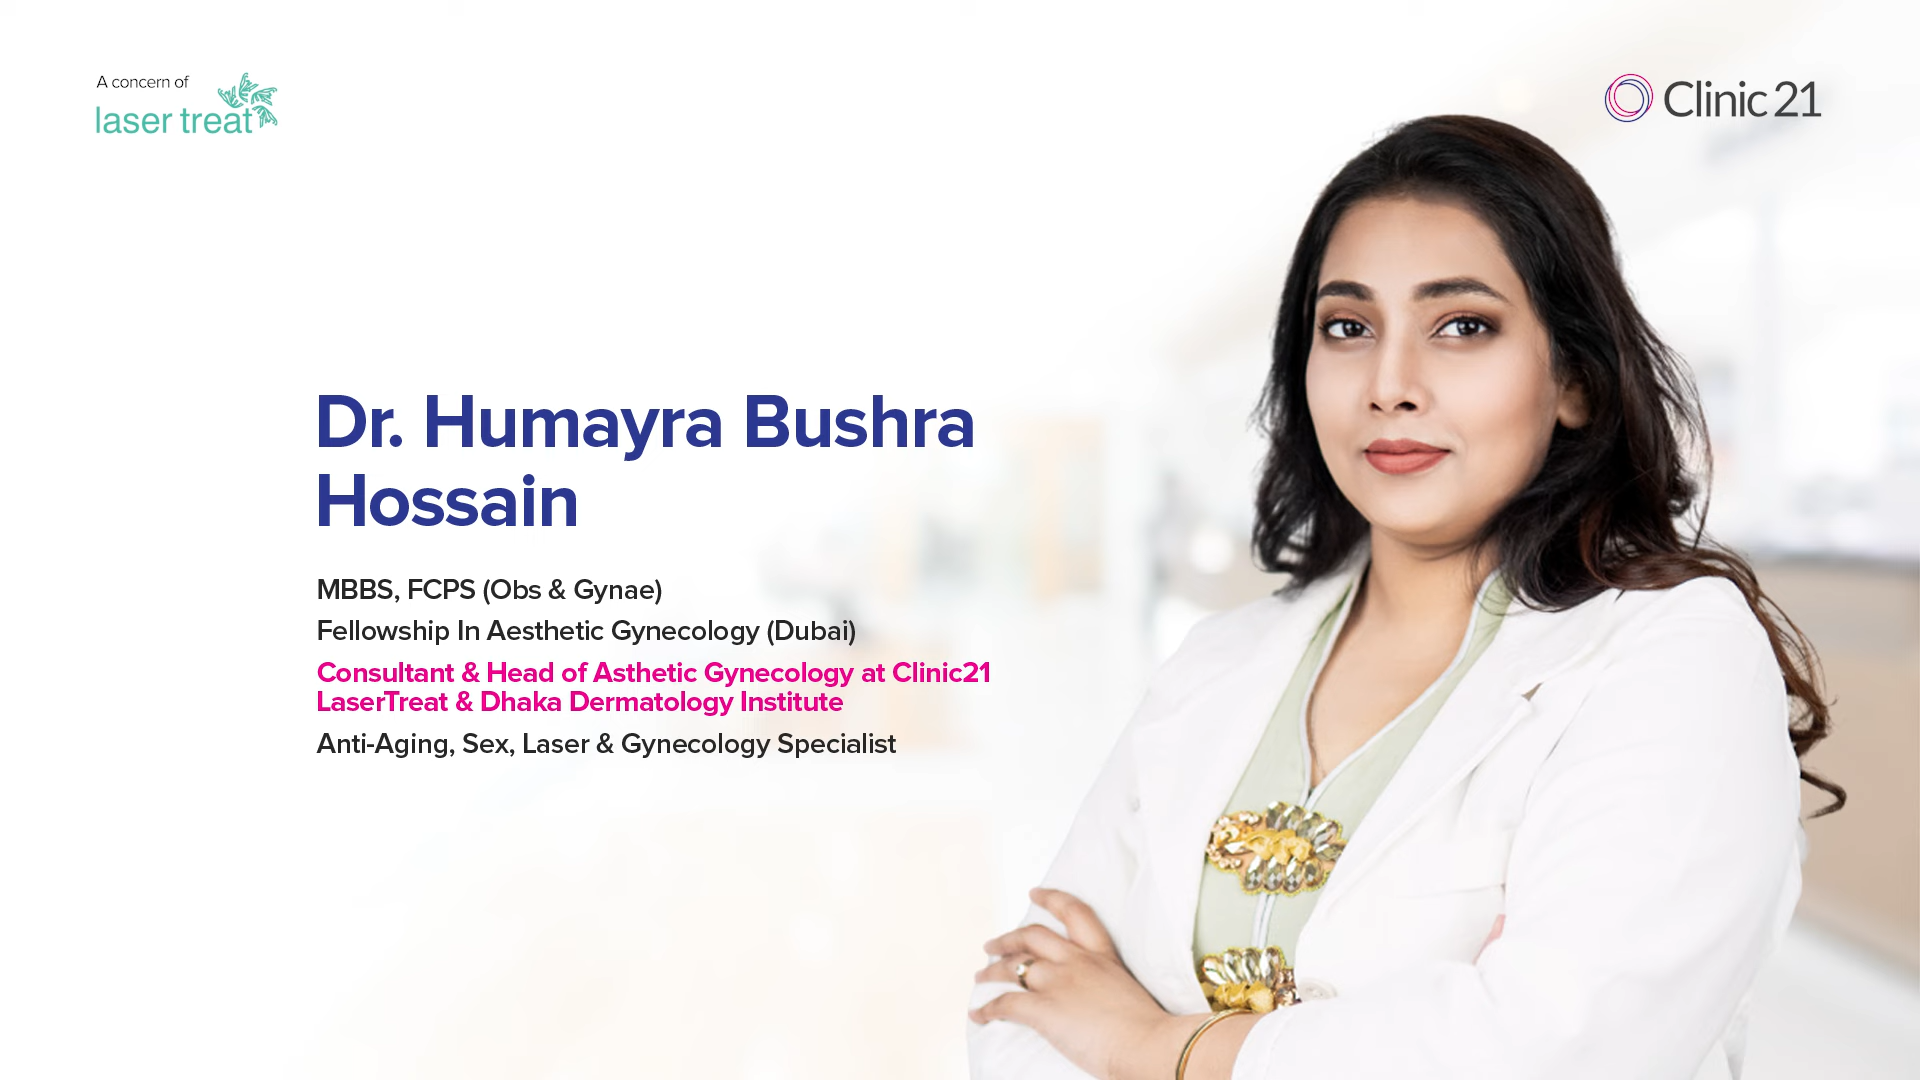 A concern of
laser treat
Clinic 21
Dr. Humayra Bushra
Hossain
MBBS, FCPS (Obs & Gynae)
Fellowship In Aesthetic Gynecology (Dubai)
Consultant & Head of Asthetic Gynecology at Clinic21
LaserTreat & Dhaka Dermatology Institute
Anti-Aging, Sex, Laser & Gynecology Specialist